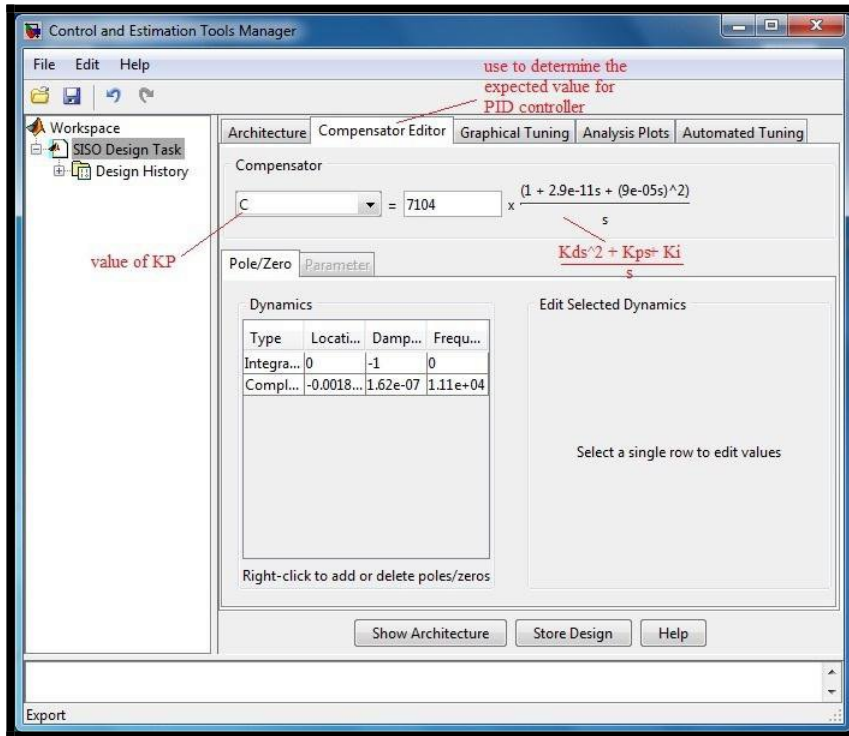 Control and Estimation Tools Manager
File Edit Help
use to determine the
expected value for
PID controller
Workspace
SISO Design Task
Design History
Architecture Compensator Editor Graphical Tuning Analysis Plots Automated Tuning
Compensator
C = 7104 x (1 + 2.9e-11s + (9e-05s)^2)
s
value of KP
Kds^2 + Kps+ Ki
s
Pole/Zero Parameter
Dynamics
Edit Selected Dynamics
Type Locati... Damp... Frequ...
Integra... 0 -1 0
Compl... -0.0018... 1.62e-07 1.11e+04
Select a single row to edit values
Right-click to add or delete poles/zeros
Show Architecture Store Design Help
Export